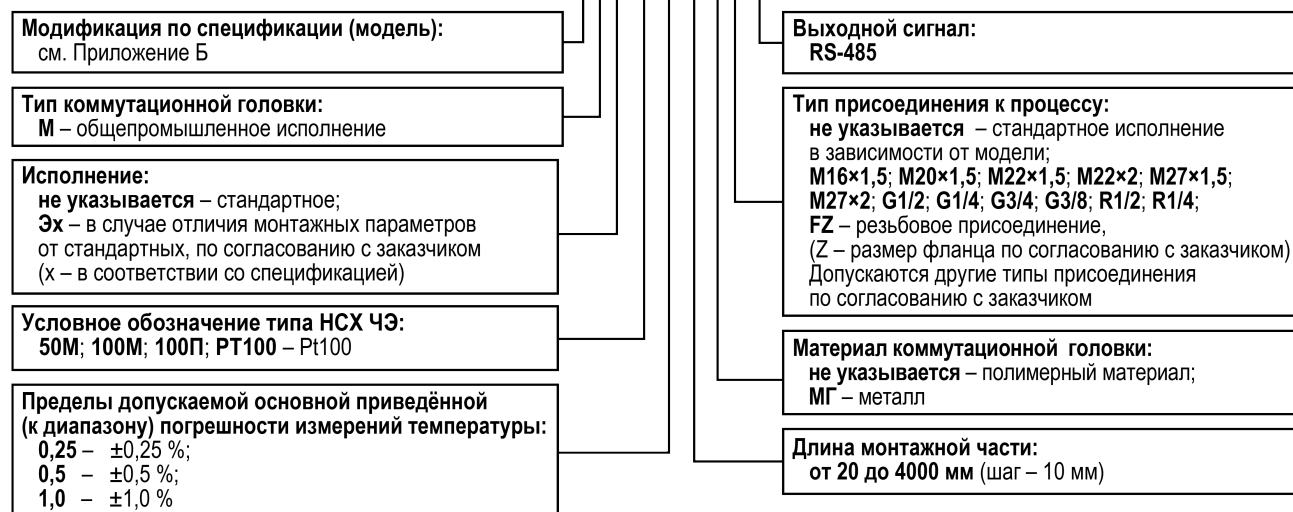 Модификация по спецификации (модель):
см. Приложение Б
Тип коммутационной головки:
М – общепромышленное исполнение
Исполнение:
не указывается – стандартное;
Эх – в случае отличия монтажных параметров
от стандартных, по согласованию с заказчиком
(х – в соответствии со спецификацией)
Условное обозначение типа НСХ ЧЭ:
50М; 100М; 100П; РТ100 – Pt100
Пределы допускаемой основной приведённой
(к диапазону) погрешности измерений температуры:
0,25 – ±0,25 %;
0,5 – ±0,5 %;
1,0 – ±1,0 %
Выходной сигнал:
RS-485
Тип присоединения к процессу:
не указывается – стандартное исполнение
в зависимости от модели;
М16×1,5; М20×1,5; М22×1,5; М22×2; М27×1,5;
М27×2; G1/2; G1/4; G3/4; G3/8; R1/2; R1/4;
FZ – резьбовое присоединение,
(Z – размер фланца по согласованию с заказчиком)
Допускаются другие типы присоединения
по согласованию с заказчиком
Материал коммутационной головки:
не указывается – полимерный материал;
МГ – металл
Длина монтажной части:
от 20 до 4000 мм (шаг – 10 мм)